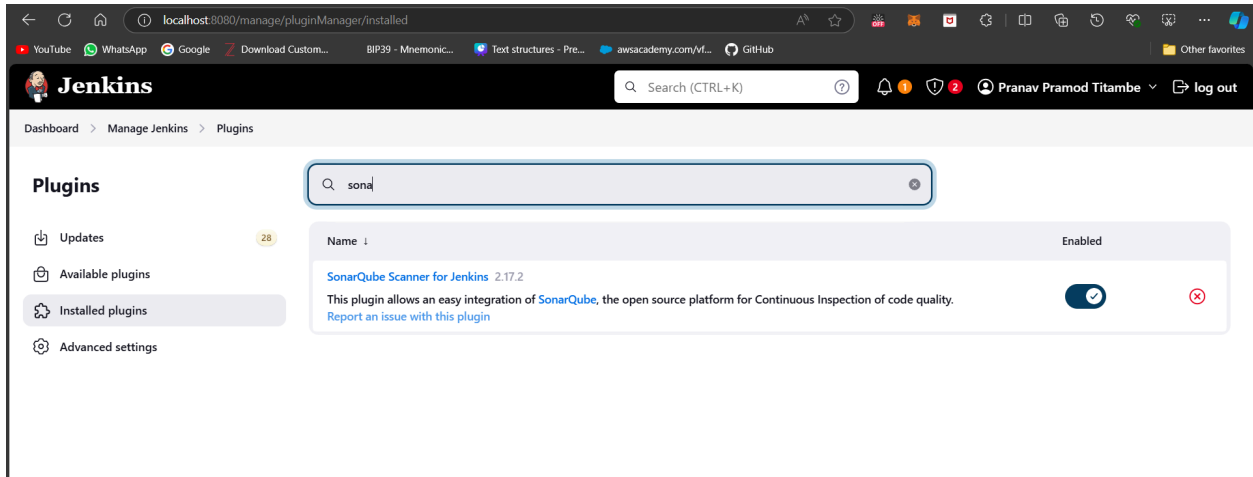 localhost:8080/manage/pluginManager/installed
YouTube WhatsApp Google Download Custom... BIP39 - Mnemonic... Text structures - Pre... awsacademy.com/vf... GitHub Other favorites
Jenkins Search (CTRL+K) ? 1 2 Pranav Pramod Titambe log out
Dashboard > Manage Jenkins > Plugins
Plugins
sona
Updates 28
Available plugins
Installed plugins
Advanced settings
Name ↓ Enabled
SonarQube Scanner for Jenkins 2.17.2
This plugin allows an easy integration of SonarQube, the open source platform for Continuous Inspection of code quality.
Report an issue with this plugin